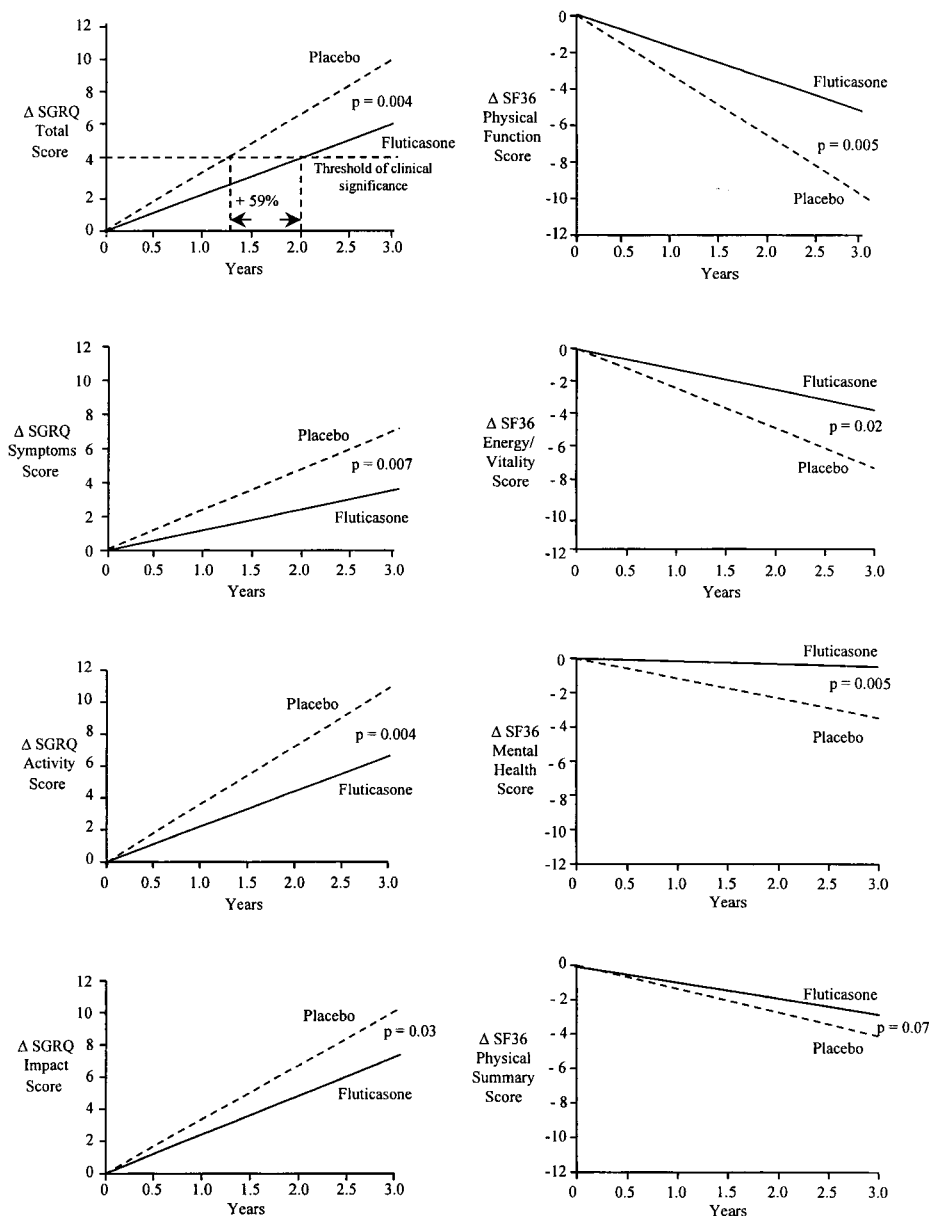 12
10
8
6
4
2
0
Δ SGRQ
Total
Score
Placebo
p = 0.004
Fluticasone
Threshold of clinical
significance
+ 59%
0 0.5 1.0 1.5 2.0 2.5 3.0
Years
0
- 2
- 4
- 6
- 8
- 10
- 12
Δ SF36
Physical
Function
Score
Fluticasone
p = 0.005
Placebo
0 0.5 1.0 1.5 2.0 2.5 3.0
Years
12
10
8
6
4
2
0
Δ SGRQ
Symptoms
Score
Placebo
p = 0.007
Fluticasone
0 0.5 1.0 1.5 2.0 2.5 3.0
Years
0
- 2
- 4
- 6
- 8
- 10
-12
Δ SF36
Energy/
Vitality
Score
Fluticasone
p = 0.02
Placebo
0 0.5 1.0 1.5 2.0 2.5 3.0
Years
12
10
8
6
4
2
0
Δ SGRQ
Activity
Score
Placebo
p = 0.004
Fluticasone
0 0.5 1.0 1.5 2.0 2.5 3.0
Years
0
- 2
- 4
- 6
- 8
- 10
-12
Δ SF36
Mental
Health
Score
Fluticasone
p = 0.005
Placebo
0 0.5 1.0 1.5 2.0 2.5 3.0
Years
12
10
8
6
4
2
0
Δ SGRQ
Impact
Score
Placebo
p = 0.03
Fluticasone
0 0.5 1.0 1.5 2.0 2.5 3.0
Years
0
- 2
- 4
- 6
- 8
- 10
-12
Δ SF36
Physical
Summary
Score
Fluticasone
p = 0.07
Placebo
0 0.5 1.0 1.5 2.0 2.5 3.0
Years